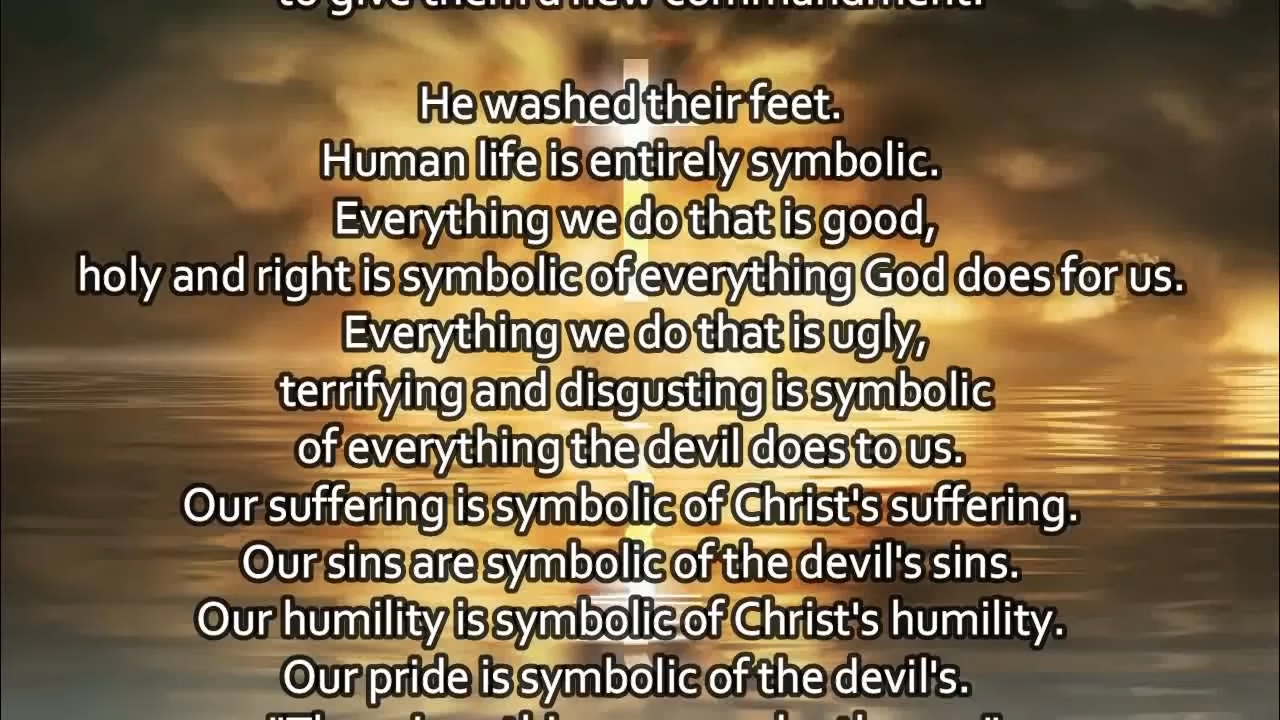 to give them a new commandment.
He washed their feet.
Human life is entirely symbolic.
Everything we do that is good,
holy and right is symbolic of everything God does for us.
Everything we do that is ugly,
terrifying and disgusting is symbolic
of everything the devil does to us.
Our suffering is symbolic of Christ's suffering.
Our sins are symbolic of the devil's sins.
Our humility is symbolic of Christ's humility.
Our pride is symbolic of the devil's.